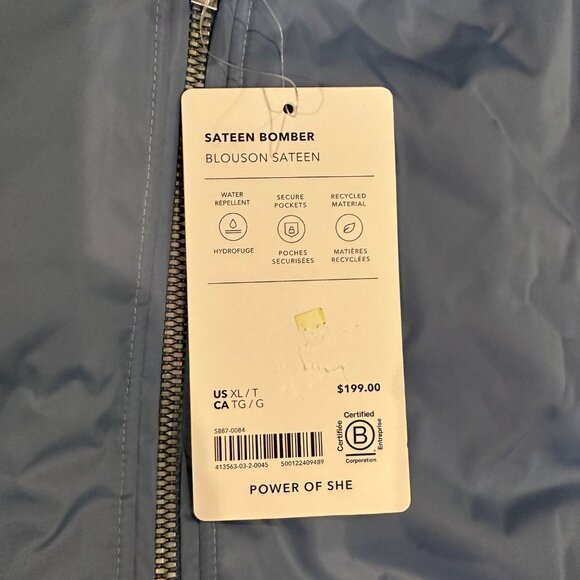 SATEEN BOMBER
BLOUSON SATEEN
WATER
REPELLENT
HYDROFUGE
SECURE
POCKETS
POCHES
SÉCURISÉES
RECYCLED
MATERIAL
MATIÈRES
RECYCLÉES
US XL / T
CA TG / G
$199.00
S887-0084
413563-03-2-0045 500122409489
Certified
Certifiée
Entreprise
B
Corporation
POWER OF SHE